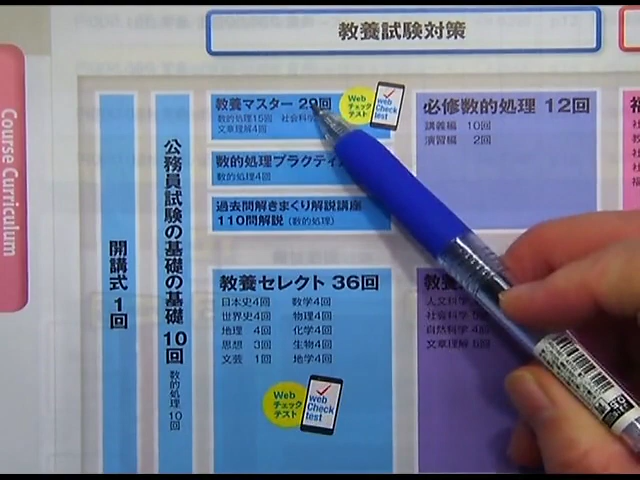 教養試験対策
Course Curriculum
開講式 1回
公務員試験の基礎の基礎 10回
数的処理 10回
教養マスター 29回
数的処理15回 社会科学
文章理解4回
Web
チェック
テスト
web
Check
test
数的処理プラクティ
数的処理4回
過去問解きまくり解説講座
110問解説 (数的処理)
必修数的処理 12回
講義編 10回
演習編 2回
教養セレクト 36回
日本史4回 数学4回
世界史4回 物理4回
地理 4回 化学4回
思想 3回 生物4回
文芸 1回 地学4回
Web
チェック
テスト
web
Check
test
教
人文科学
社会科学
自然科学 4回
文章理解